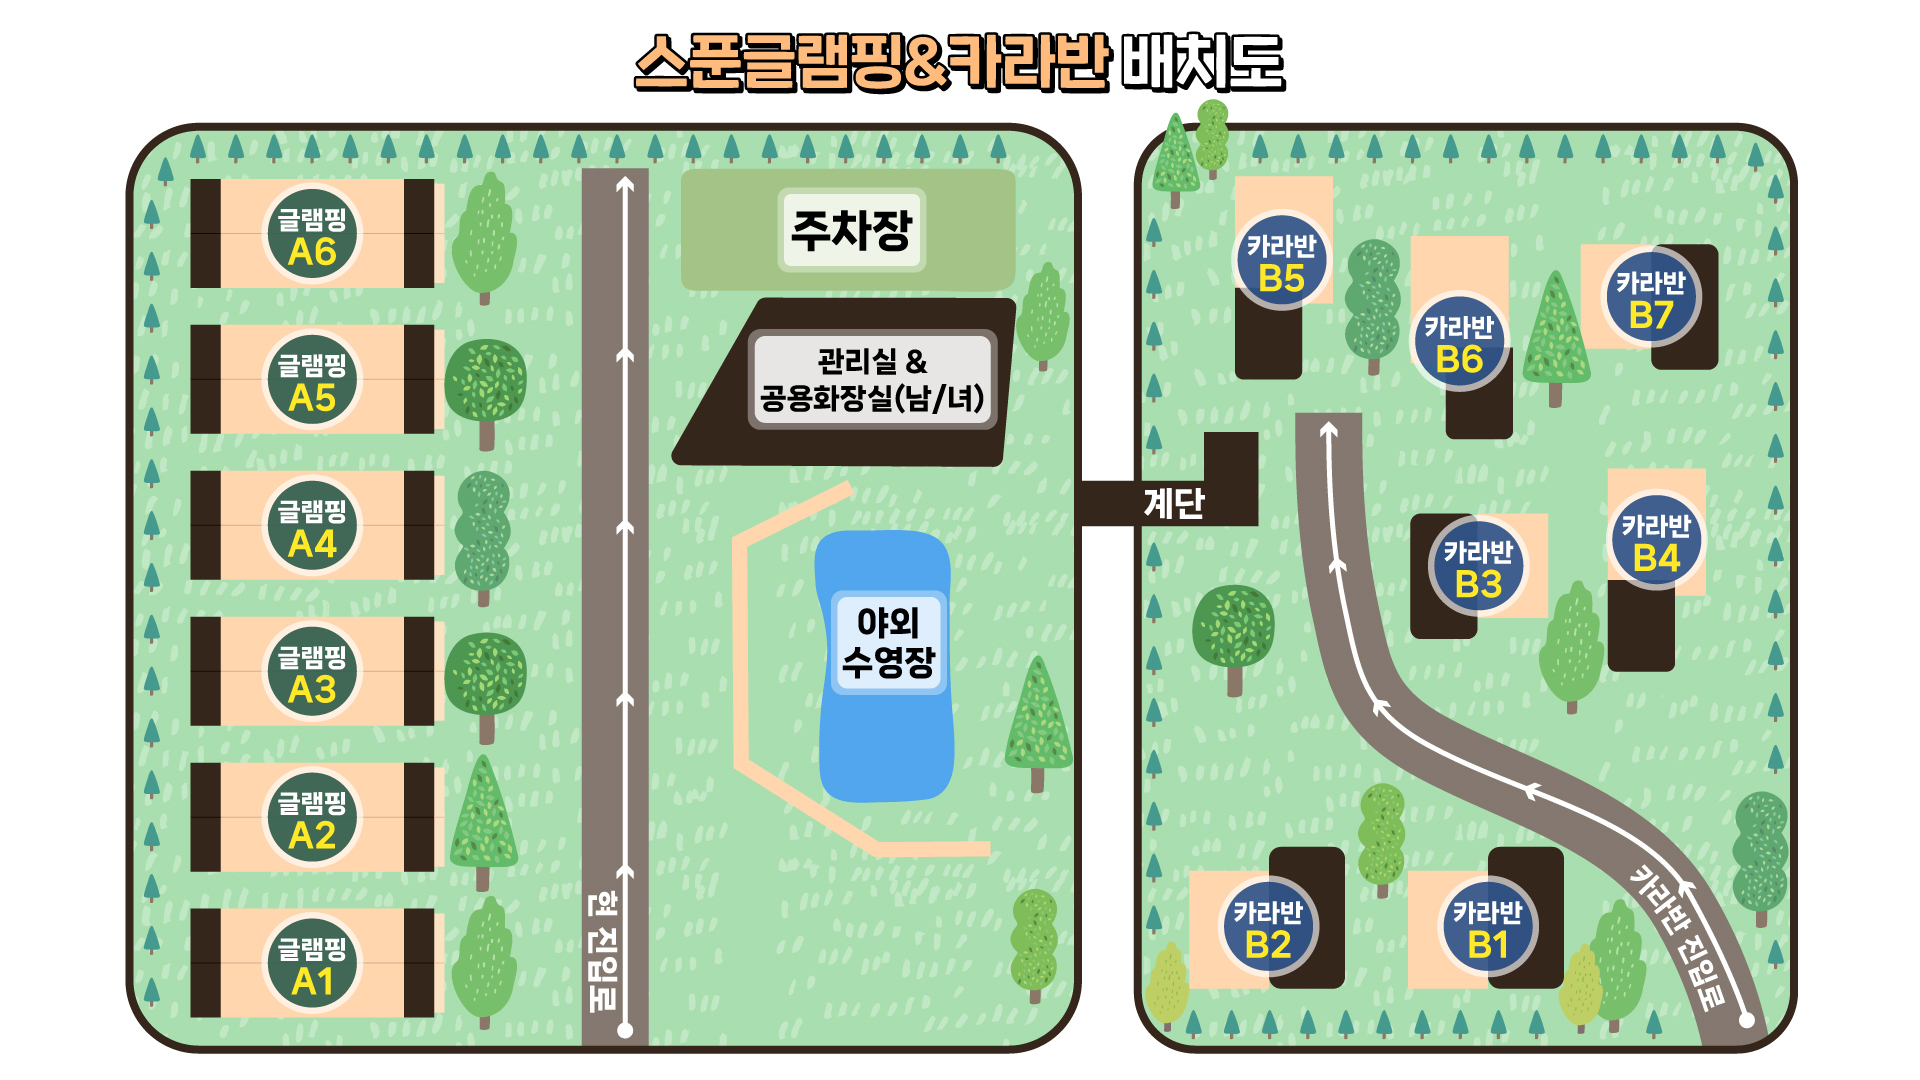 스푼글램핑&카라반 배치도
글램핑
A6
글램핑
A5
글램핑
A4
글램핑
A3
글램핑
A2
글램핑
A1
현 진입로
주차장
관리실 &
공용화장실(남/녀)
야외
수영장
계단
카라반
B5
카라반
B6
카라반
B7
카라반
B3
카라반
B4
카라반
B2
카라반
B1
카라반 진입로